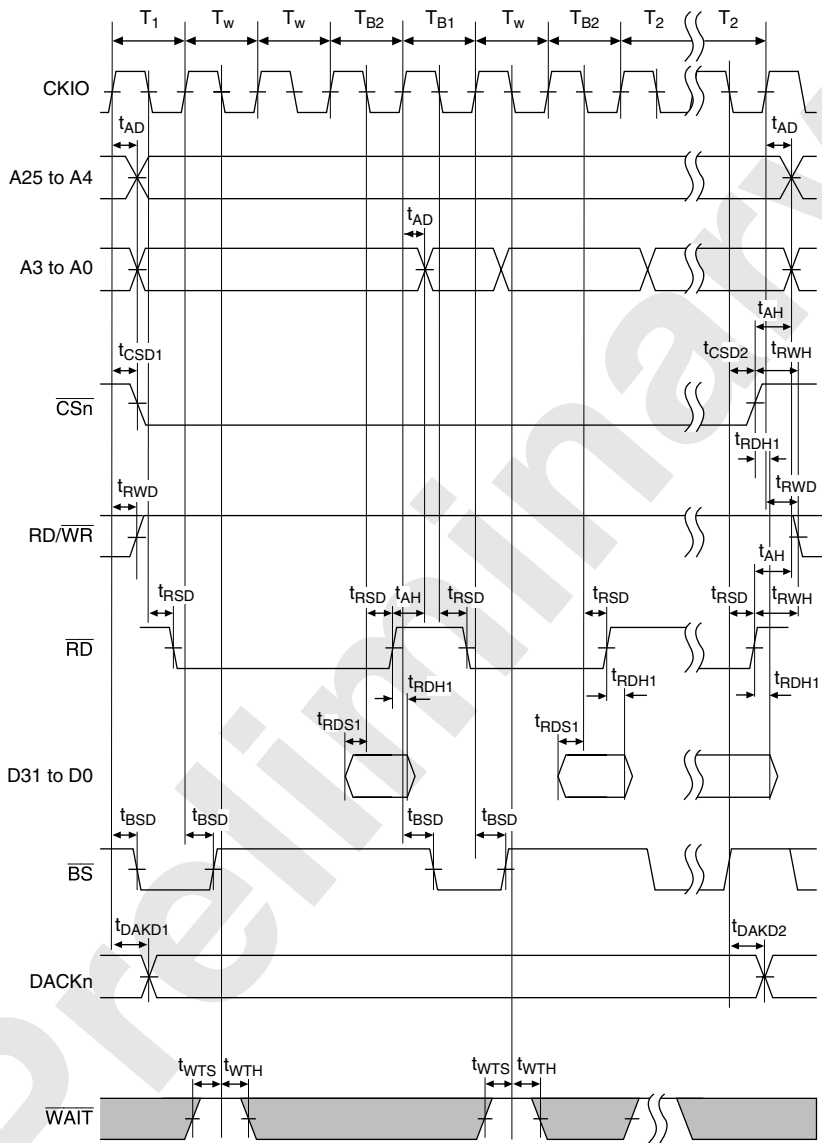 T1 Tw Tw TB2 TB1 Tw TB2 T2 T2
CKIO
tAD tAD
A25 to A4
tAD
A3 to A0
tAH
tCSD1 tCSD2 tRWH
CSn
tRDH1
tRWD tRWD
RD/WR
tAH
tRSD tRSD tAH tRSD tRSD tRSD tRWH
RD
tRDH1 tRDH1 tRDH1
tRDS1 tRDS1
D31 to D0
tBSD tBSD tBSD tBSD
BS
tDAKD1 tDAKD2
DACKn
tWTS tWTH tWTS tWTH
WAIT
Preliminary